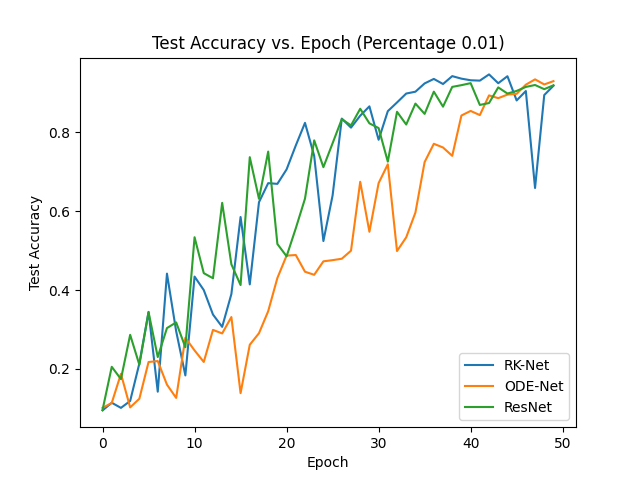 Test Accuracy vs. Epoch (Percentage 0.01)
Test Accuracy
0.8
0.6
0.4
0.2
0 10 20 30 40 50
Epoch
RK-Net
ODE-Net
ResNet